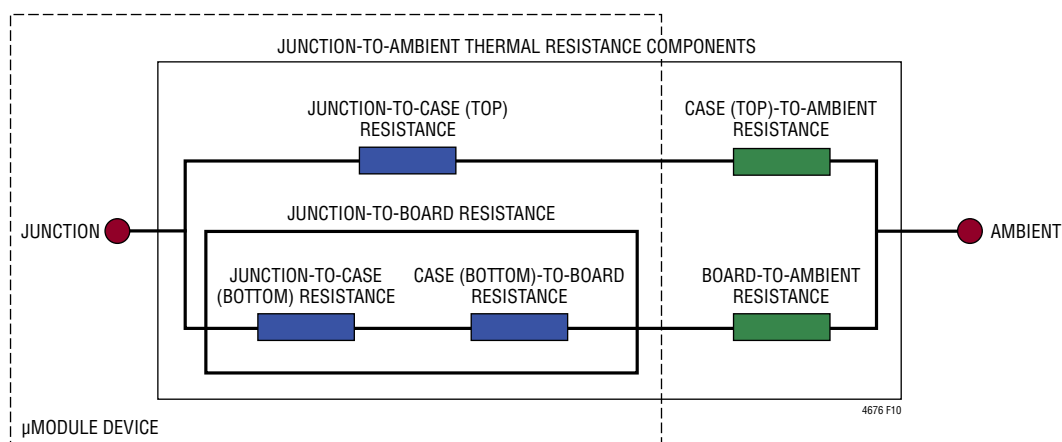 JUNCTION-TO-AMBIENT THERMAL RESISTANCE COMPONENTS
JUNCTION-TO-CASE (TOP)
RESISTANCE
CASE (TOP)-TO-AMBIENT
RESISTANCE
JUNCTION
JUNCTION-TO-BOARD RESISTANCE
AMBIENT
JUNCTION-TO-CASE
(BOTTOM) RESISTANCE
CASE (BOTTOM)-TO-BOARD
RESISTANCE
BOARD-TO-AMBIENT
RESISTANCE
4676 F10
µMODULE DEVICE